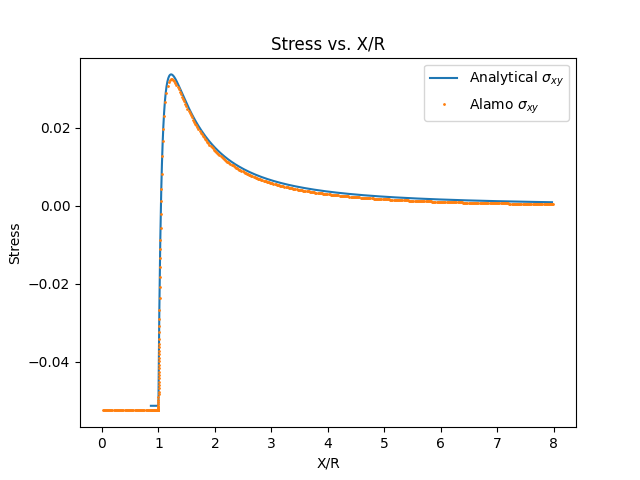 Stress vs. X/R
Analytical σxy
Alamo σxy
0.02
0.00
−0.02
−0.04
Stress
0 1 2 3 4 5 6 7 8
X/R